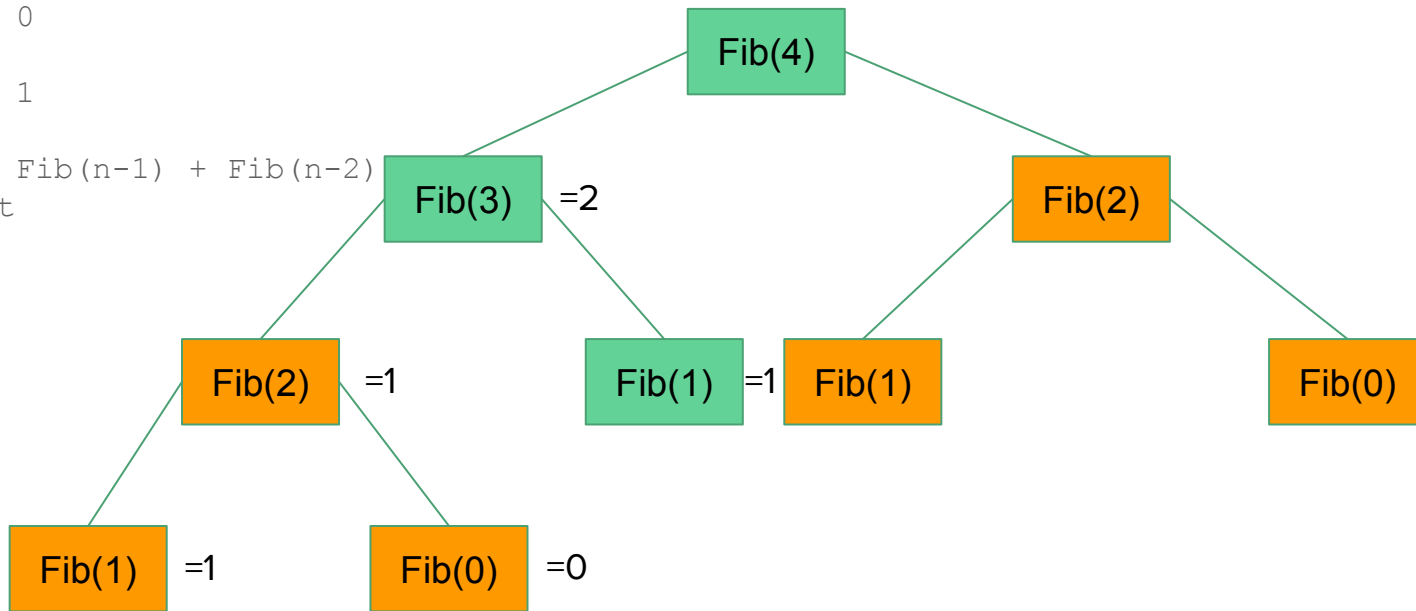 0
Fib(4)
1
Fib(n-1) + Fib(n-2)
t
Fib(3) =2 Fib(2)
Fib(2) =1 Fib(1) =1 Fib(1) Fib(0)
Fib(1) =1 Fib(0) =0